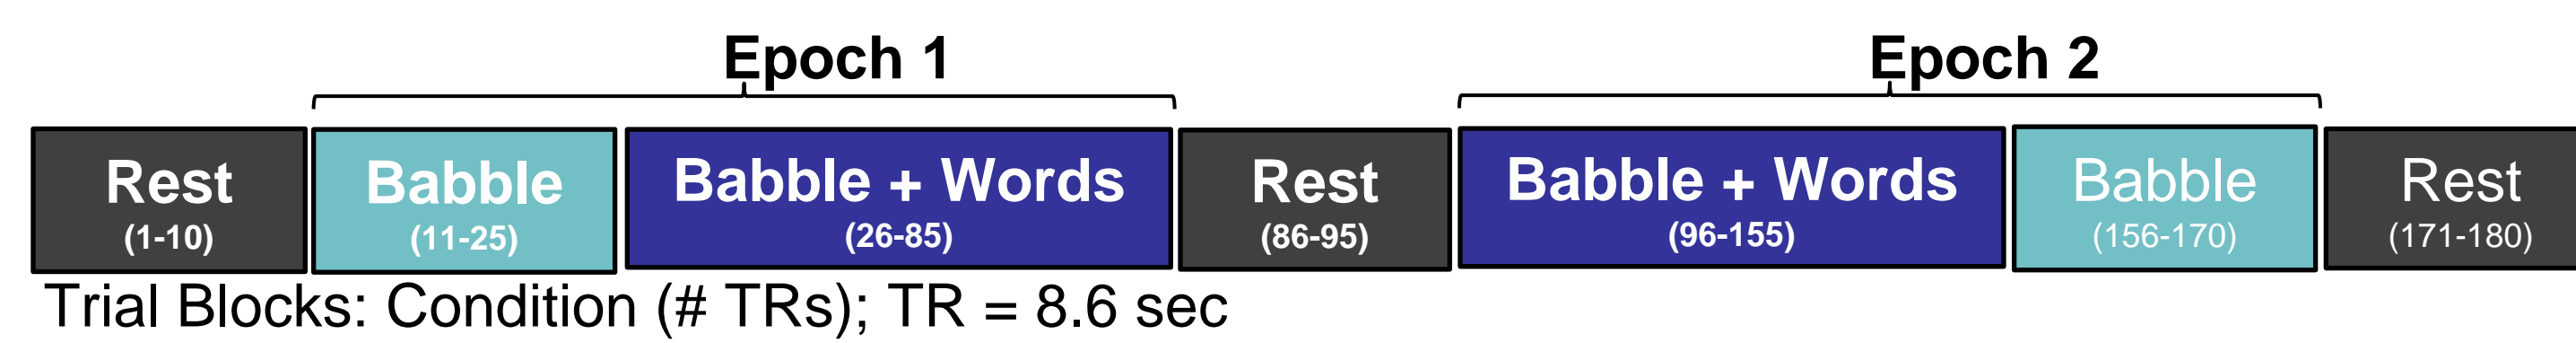 Epoch 1
Epoch 2
Rest
(1-10)
Babble
(11-25)
Babble + Words
(26-85)
Rest
(86-95)
Babble + Words
(96-155)
Babble
(156-170)
Rest
(171-180)
Trial Blocks: Condition (# TRs); TR = 8.6 sec